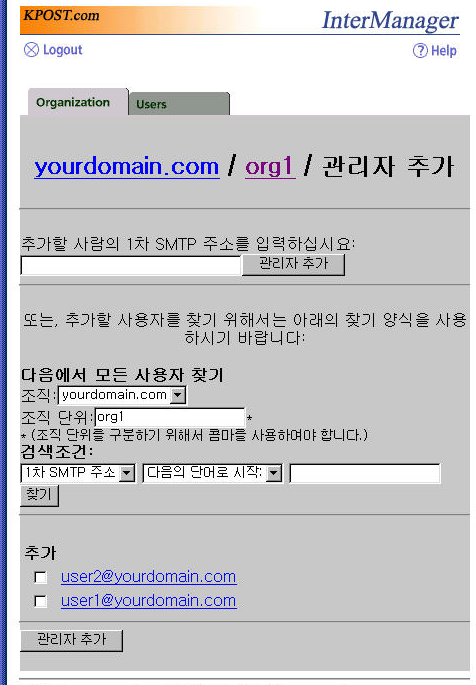 KPOST.com InterManager
Logout Help
Organization Users
yourdomain.com / org1 / 관리자 추가
추가할 사람의 1차 SMTP 주소를 입력하십시요:
관리자 추가
또는, 추가할 사용자를 찾기 위해서는 아래의 찾기 양식을 사용
하시기 바랍니다:
다음에서 모든 사용자 찾기
조직: yourdomain.com
조직 단위: org1 *
* (조직 단위를 구분하기 위해서 콤마를 사용하여야 합니다.)
검색조건:
1차 SMTP 주소 다음의 단어로 시작:
찾기
추가
user2@yourdomain.com
user1@yourdomain.com
관리자 추가